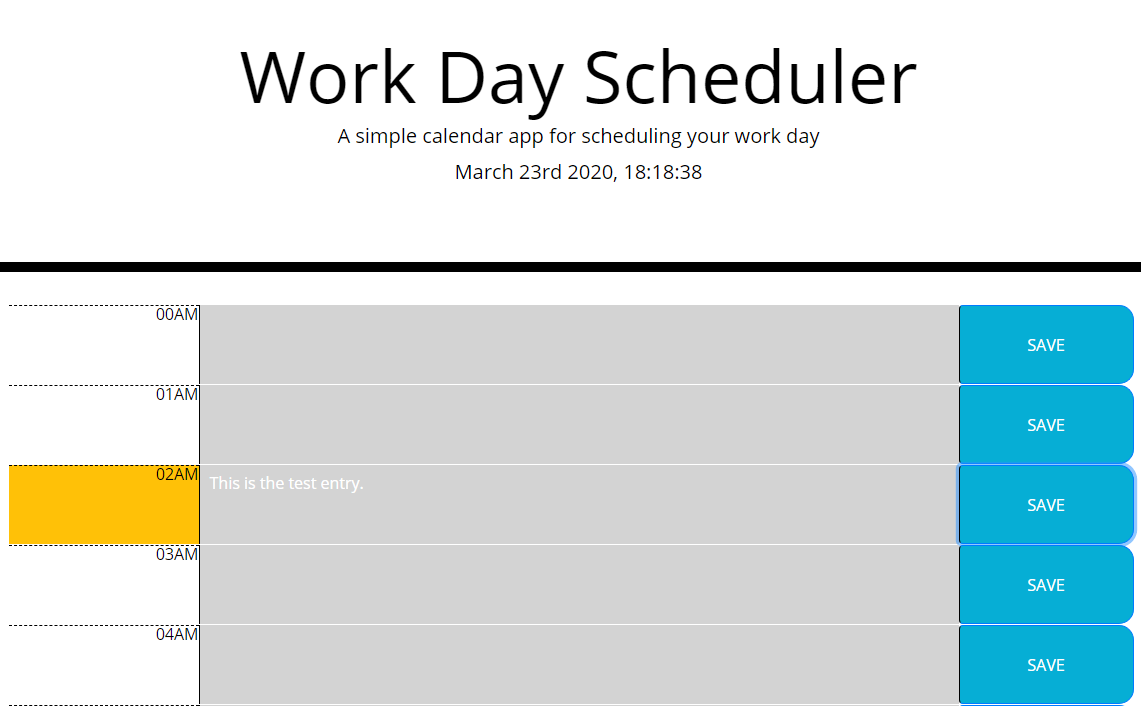 Work Day Scheduler
A simple calendar app for scheduling your work day
March 23rd 2020, 18:18:38
00AM
SAVE
01AM
SAVE
02AM
This is the test entry.
SAVE
03AM
SAVE
04AM
SAVE